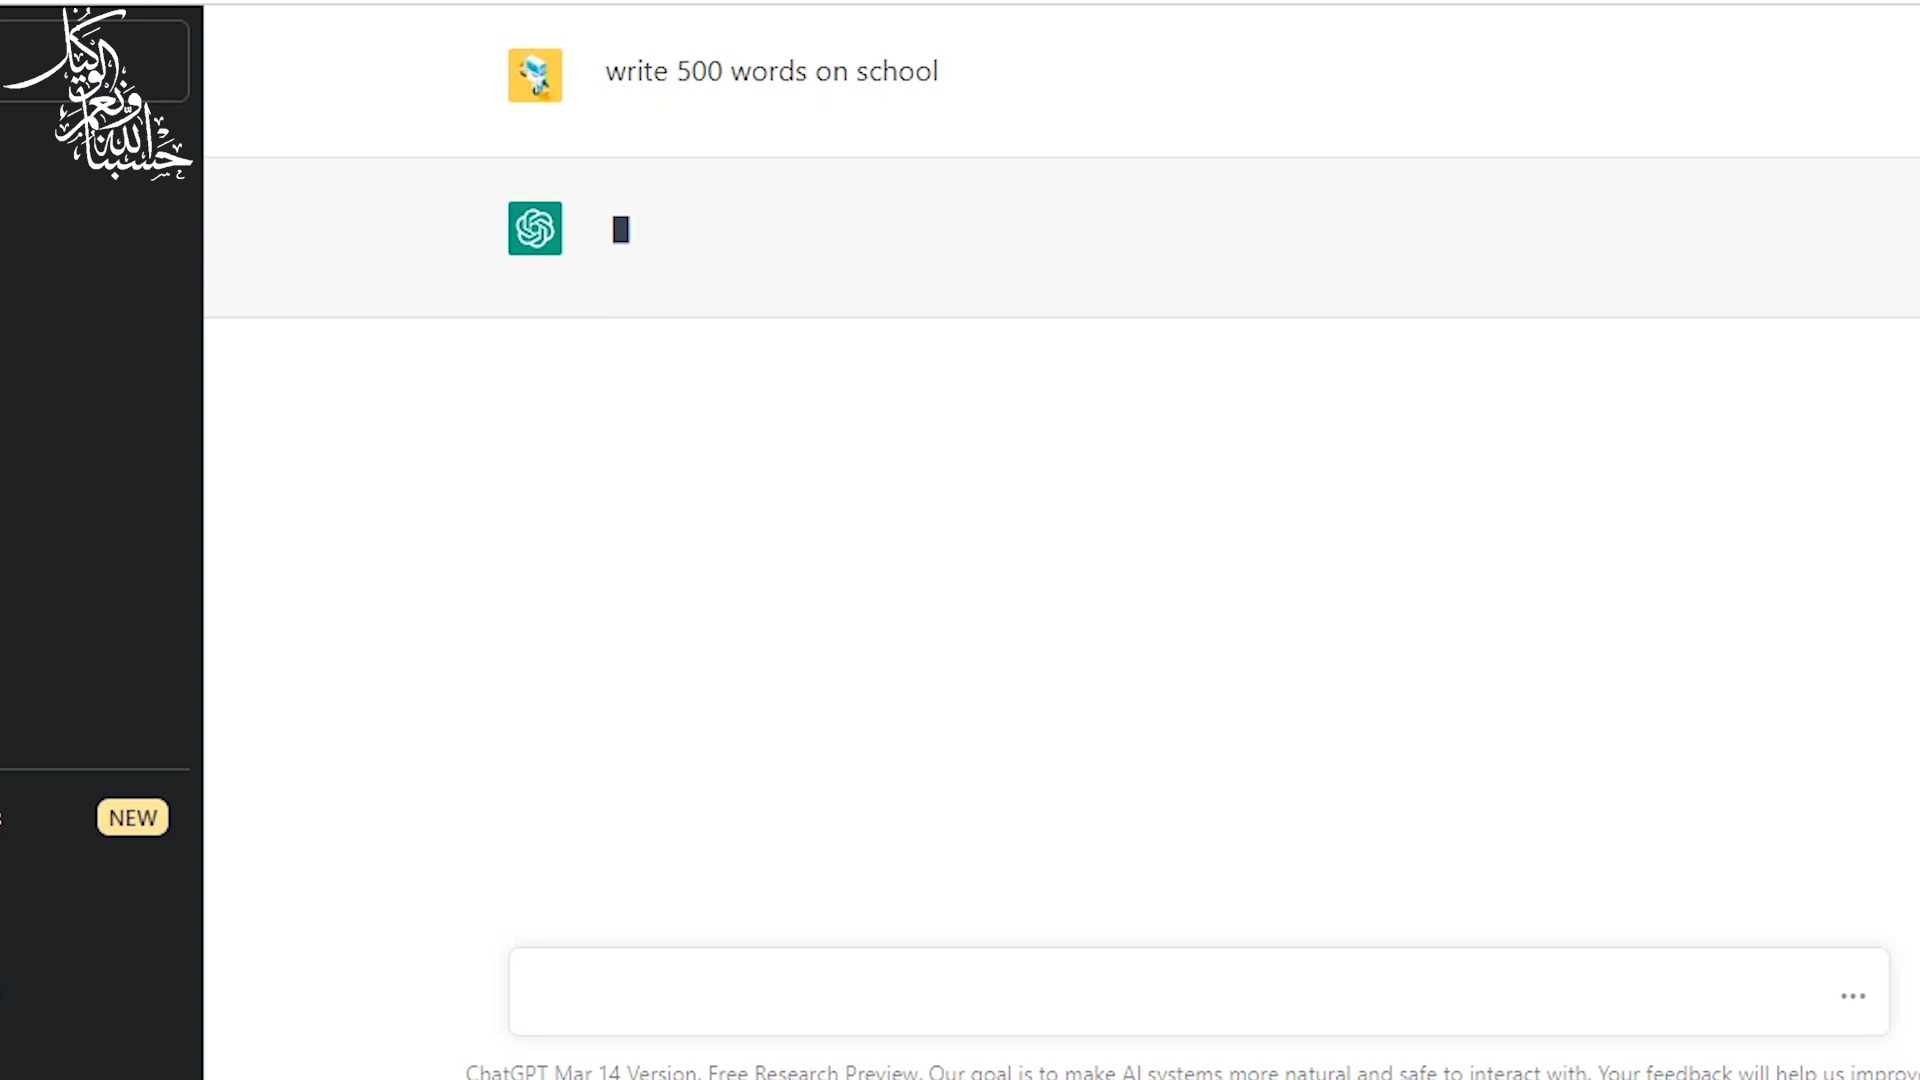 حسبنا الله ونعم الوكيل
write 500 words on school
NEW
ChatGPT Mar 14 Version. Free Research Preview. Our goal is to make AI systems more natural and safe to interact with. Your feedback will help us improv